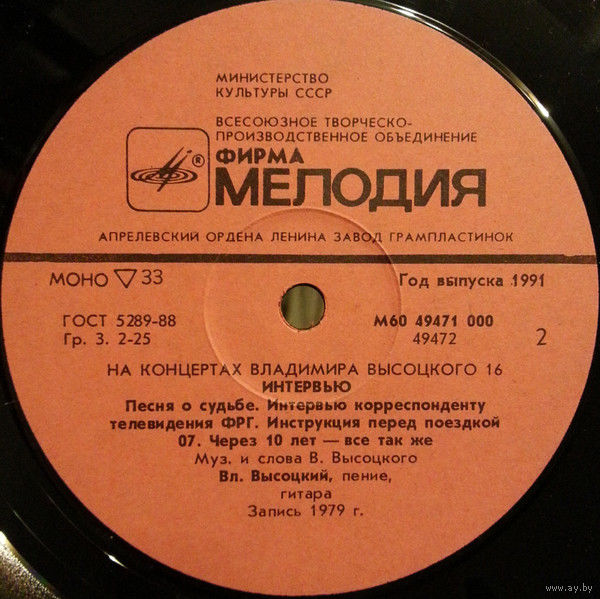 МИНИСТЕРСТВО
КУЛЬТУРЫ СССР
ВСЕСОЮЗНОЕ ТВОРЧЕСКО-
ПРОИЗВОДСТВЕННОЕ ОБЪЕДИНЕНИЕ
®
ФИРМА
МЕЛОДИЯ
АПРЕЛЕВСКИЙ ОРДЕНА ЛЕНИНА ЗАВОД ГРАМПЛАСТИНОК
МОНО ▽ 33 Год выпуска 1991
ГОСТ 5289-88 М60 49471 000
Гр. 3. 2-25 49472 2
НА КОНЦЕРТАХ ВЛАДИМИРА ВЫСОЦКОГО 16
ИНТЕРВЬЮ
Песня о судьбе. Интервью корреспонденту
телевидения ФРГ. Инструкция перед поездкой
07. Через 10 лет — все так же
Муз. и слова В. Высоцкого
Вл. Высоцкий, пение,
гитара
Запись 1979 г.
www.ay.by